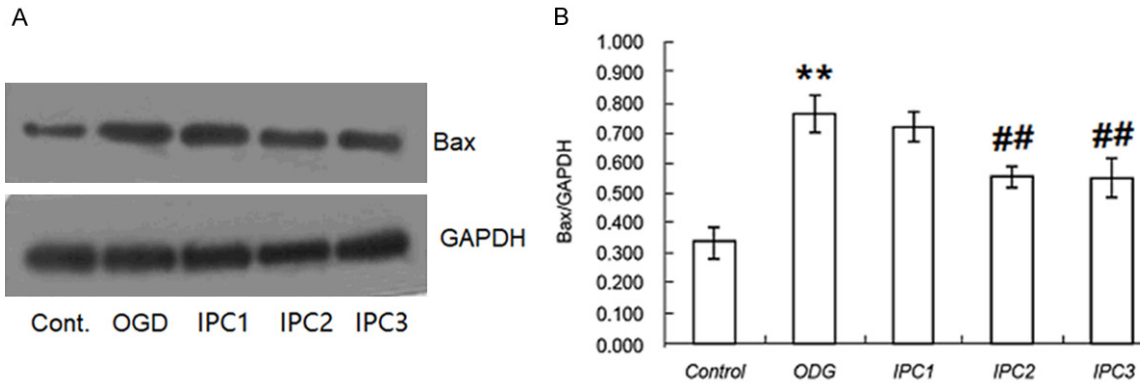 A
Bax
GAPDH
Cont. OGD IPC1 IPC2 IPC3
B
Bax/GAPDH
1.000
0.900
0.800
0.700
0.600
0.500
0.400
0.300
0.200
0.100
0.000
**
##
##
Control ODG IPC1 IPC2 IPC3